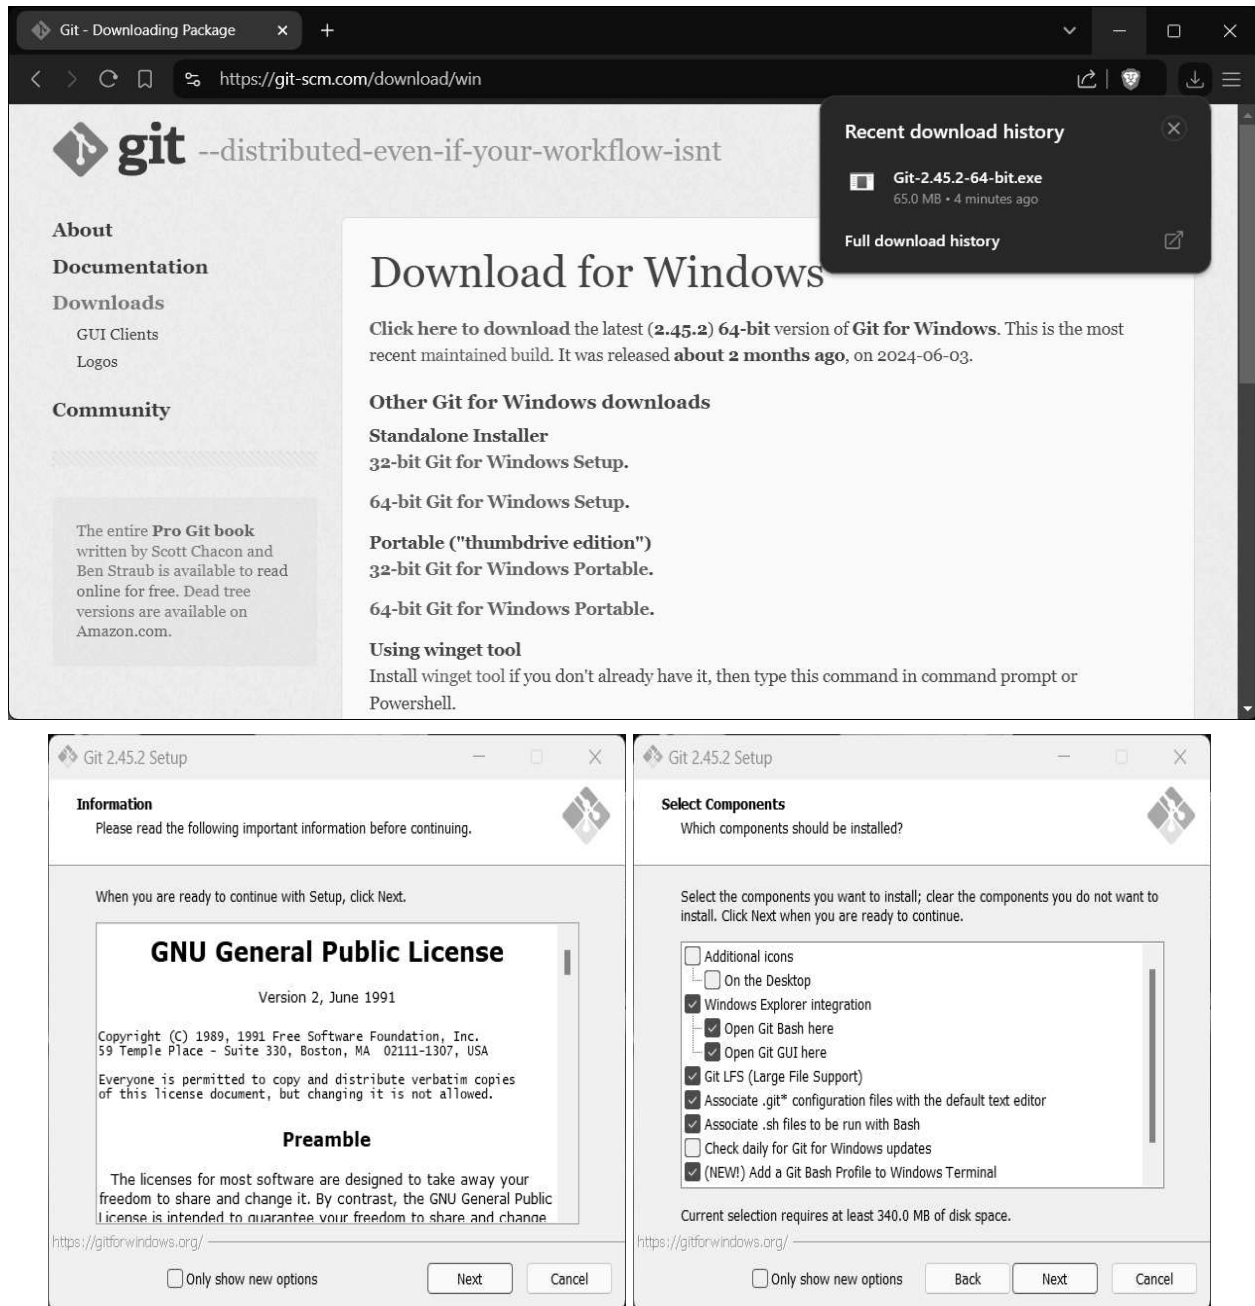 Git - Downloading Package
https://git-scm.com/download/win
git --distributed-even-if-your-workflow-isnt
Recent download history
Git-2.45.2-64-bit.exe
65.0 MB • 4 minutes ago
Full download history
About
Documentation
Downloads
GUI Clients
Logos
Community
The entire Pro Git book
written by Scott Chacon and
Ben Straub is available to read
online for free. Dead tree
versions are available on
Amazon.com.
Download for Windows
Click here to download the latest (2.45.2) 64-bit version of Git for Windows. This is the most
recent maintained build. It was released about 2 months ago, on 2024-06-03.
Other Git for Windows downloads
Standalone Installer
32-bit Git for Windows Setup.
64-bit Git for Windows Setup.
Portable ("thumbdrive edition")
32-bit Git for Windows Portable.
64-bit Git for Windows Portable.
Using winget tool
Install winget tool if you don't already have it, then type this command in command prompt or
Powershell.
Git 2.45.2 Setup
Information
Please read the following important information before continuing.
When you are ready to continue with Setup, click Next.
GNU General Public License
Version 2, June 1991
Copyright (C) 1989, 1991 Free Software Foundation, Inc.
59 Temple Place - Suite 330, Boston, MA 02111-1307, USA
Everyone is permitted to copy and distribute verbatim copies
of this license document, but changing it is not allowed.
Preamble
The licenses for most software are designed to take away your
freedom to share and change it. By contrast, the GNU General Public
License is intended to guarantee your freedom to share and change
https://gitforwindows.org/
Only show new options
Next
Cancel
Git 2.45.2 Setup
Select Components
Which components should be installed?
Select the components you want to install; clear the components you do not want to
install. Click Next when you are ready to continue.
Additional icons
On the Desktop
Windows Explorer integration
Open Git Bash here
Open Git GUI here
Git LFS (Large File Support)
Associate .git* configuration files with the default text editor
Associate .sh files to be run with Bash
Check daily for Git for Windows updates
(NEW!) Add a Git Bash Profile to Windows Terminal
Current selection requires at least 340.0 MB of disk space.
https://gitforwindows.org/
Only show new options
Back
Next
Cancel